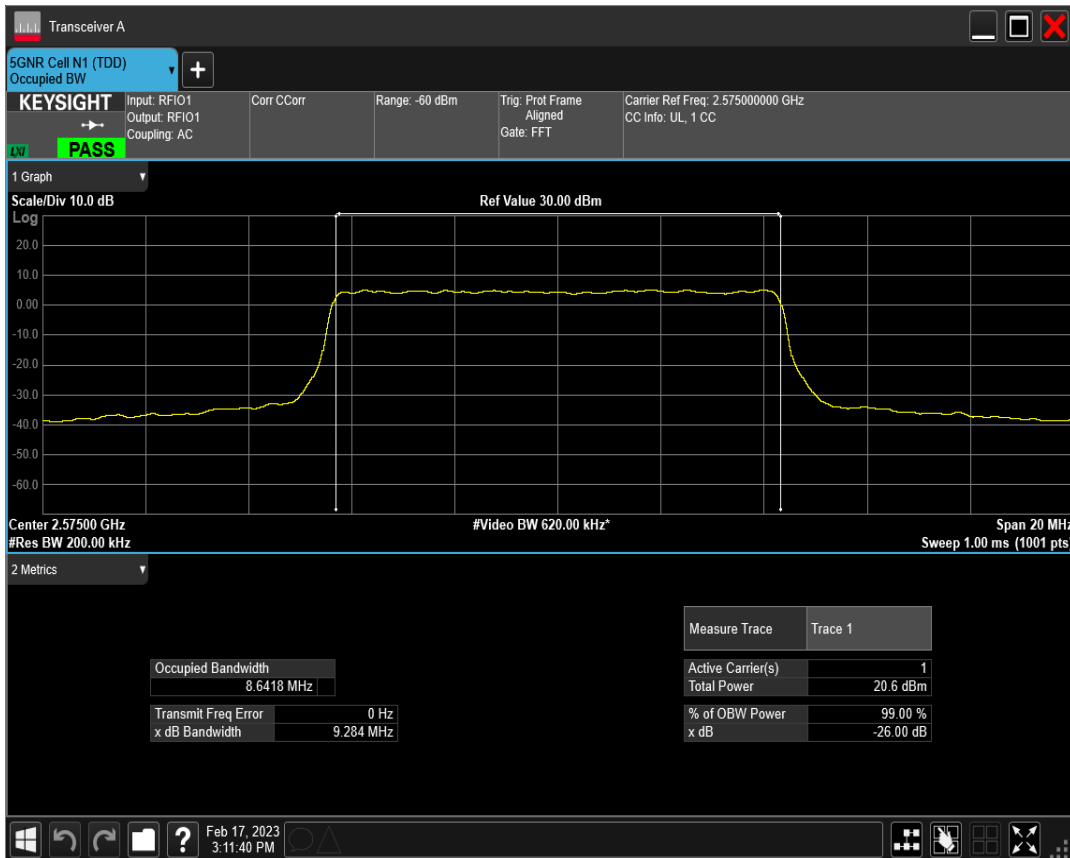 Transceiver A
5GNR Cell N1 (TDD)
Occupied BW
+
KEYSIGHT
LXI
PASS
Input: RFIO1
Output: RFIO1
Coupling: AC
Corr CCorr
Range: -60 dBm
Trig: Prot Frame
Aligned
Gate: FFT
Carrier Ref Freq: 2.575000000 GHz
CC Info: UL, 1 CC
1 Graph
Scale/Div 10.0 dB
Ref Value 30.00 dBm
Log
20.0
10.0
0.00
-10.0
-20.0
-30.0
-40.0
-50.0
-60.0
Center 2.57500 GHz
#Video BW 620.00 kHz*
Span 20 MHz
#Res BW 200.00 kHz
Sweep 1.00 ms (1001 pts)
2 Metrics
Measure Trace Trace 1
Occupied Bandwidth
8.6418 MHz
Active Carrier(s) 1
Total Power 20.6 dBm
Transmit Freq Error 0 Hz
x dB Bandwidth 9.284 MHz
% of OBW Power 99.00 %
x dB -26.00 dB
?
Feb 17, 2023
3:11:40 PM